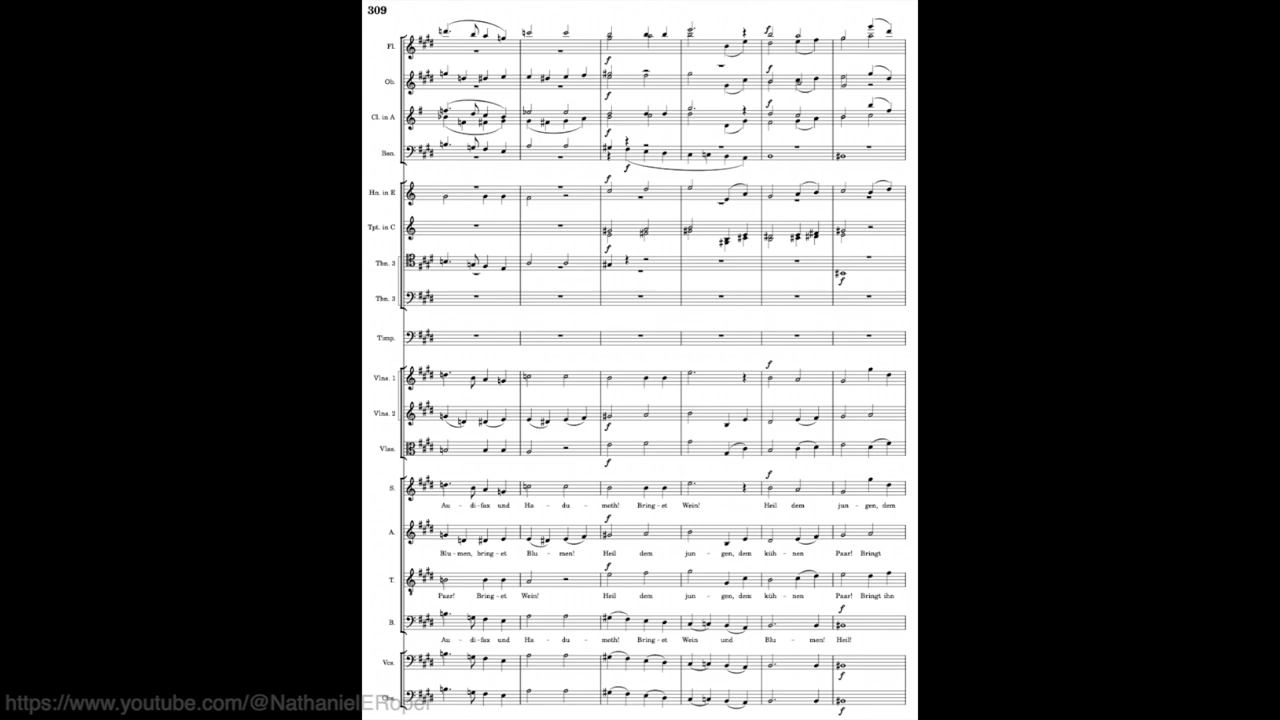 309
Fl.
f
f
Ob.
f
f
Cl. in A
f
f
Bsn.
f
f
Hn. in E
f
Tpt. in C
f
Tbn. 3
f
Tbn. 3
Timp.
Vlns. 1
f
Vlns. 2
f
Vlas.
f
f
S.
Au - di - fax und Ha - du - meth! Bring - et Wein! Heil dem jun - gen, dem
f
A.
Blu - men, bring - et Blu - men! Heil dem jun - gen, dem küh - nen Paar! Bringt
f
T.
Paar! Bring - et Wein! Heil dem jun - gen, dem küh - nen Paar! Bringt ihn
f
B.
Au - di - fax und Ha - du - meth! Bring - et Wein und Blu - men! Heil!
Vcs.
f
f
https://www.youtube.com/@NathanielERoper